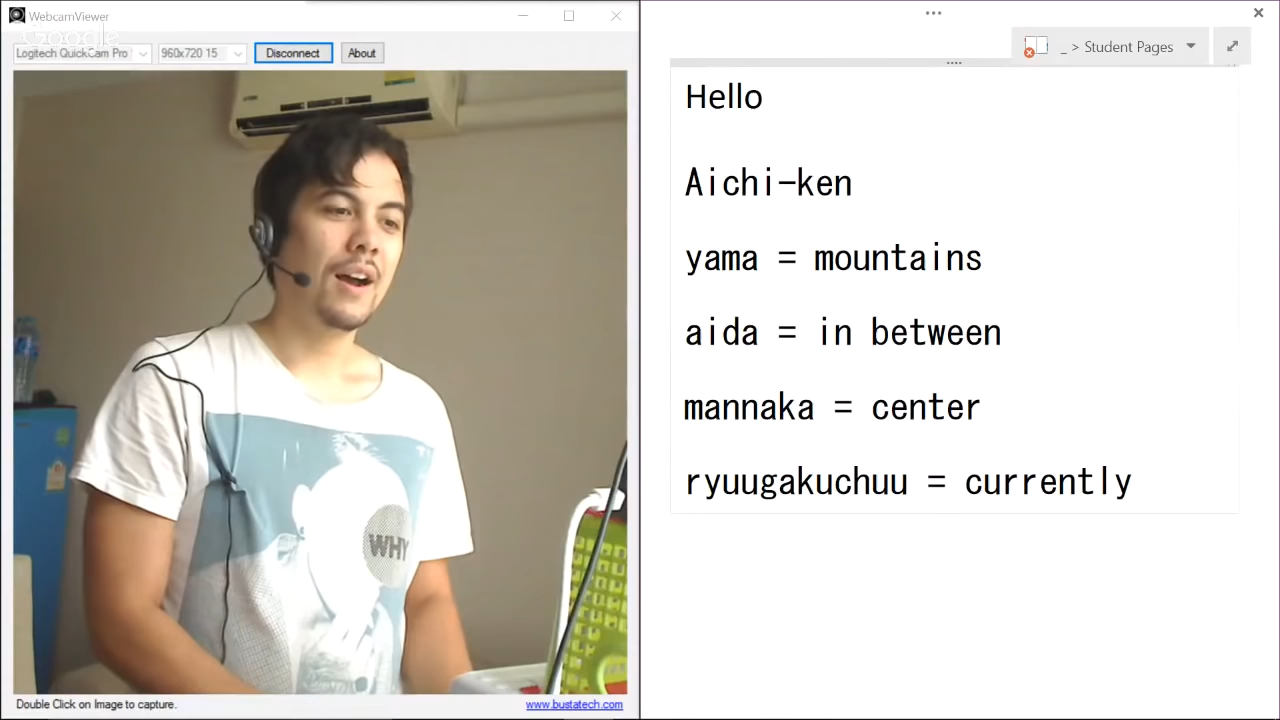 WebcamViewer
Google
Logitech QuickCam Pro
960x720 15
Disconnect
About
WHY
Double Click on Image to capture.
www.bustatech.com
_ > Student Pages
Hello
Aichi-ken
yama = mountains
aida = in between
mannaka = center
ryuugakuchuu = currently